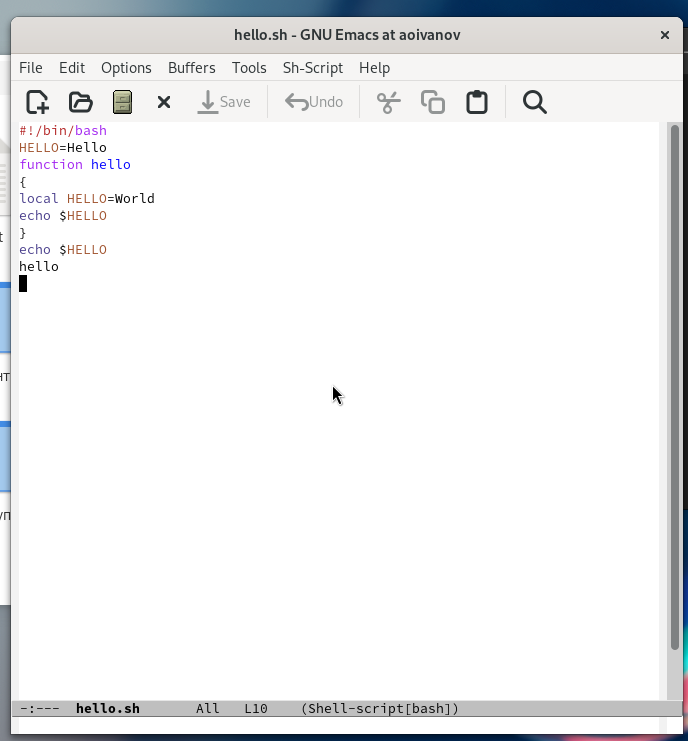 hello.sh - GNU Emacs at aoivanov
File Edit Options Buffers Tools Sh-Script Help
Save Undo
#!/bin/bash
HELLO=Hello
function hello
{
local HELLO=World
echo $HELLO
}
echo $HELLO
hello
-:--- hello.sh All L10 (Shell-script[bash])